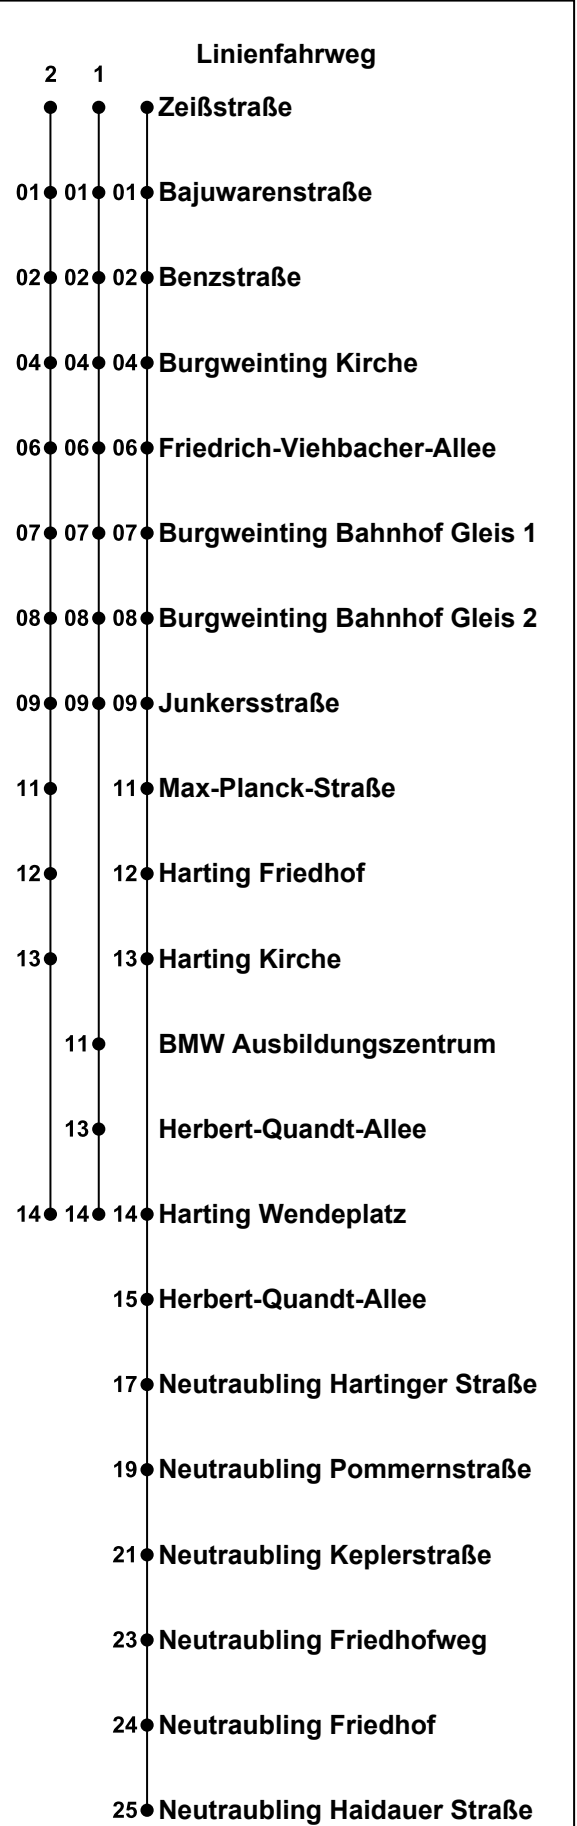 Linienfahrweg
2 1
Zeißstraße
01 01 01 Bajuwarenstraße
02 02 02 Benzstraße
04 04 04 Burgweinting Kirche
06 06 06 Friedrich-Viehbacher-Allee
07 07 07 Burgweinting Bahnhof Gleis 1
08 08 08 Burgweinting Bahnhof Gleis 2
09 09 09 Junkersstraße
11 11 Max-Planck-Straße
12 12 Harting Friedhof
13 13 Harting Kirche
11 BMW Ausbildungszentrum
13 Herbert-Quandt-Allee
14 14 14 Harting Wendeplatz
15 Herbert-Quandt-Allee
17 Neutraubling Hartinger Straße
19 Neutraubling Pommernstraße
21 Neutraubling Keplerstraße
23 Neutraubling Friedhofweg
24 Neutraubling Friedhof
25 Neutraubling Haidauer Straße